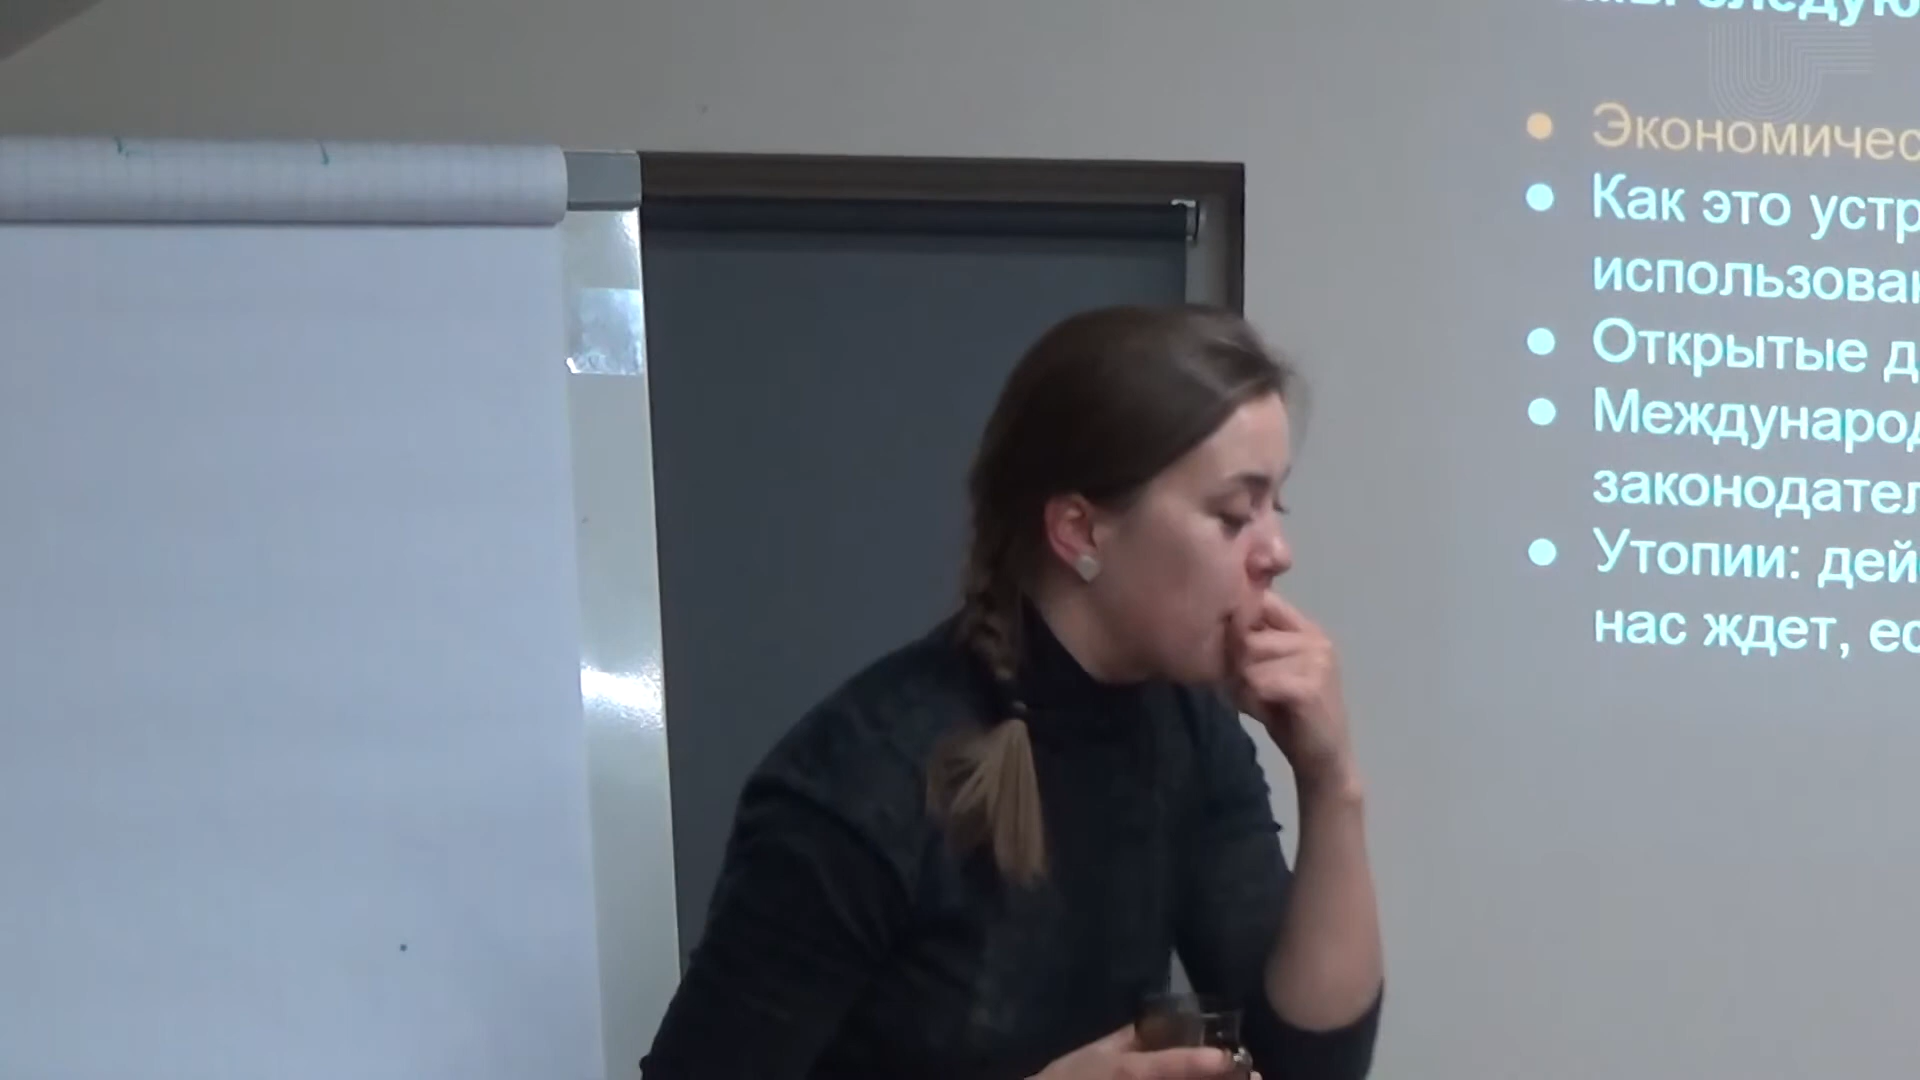 Экономичес
Как это устр
использован
Открытые д
Международ
законодател
Утопии: дей
нас ждет, ес